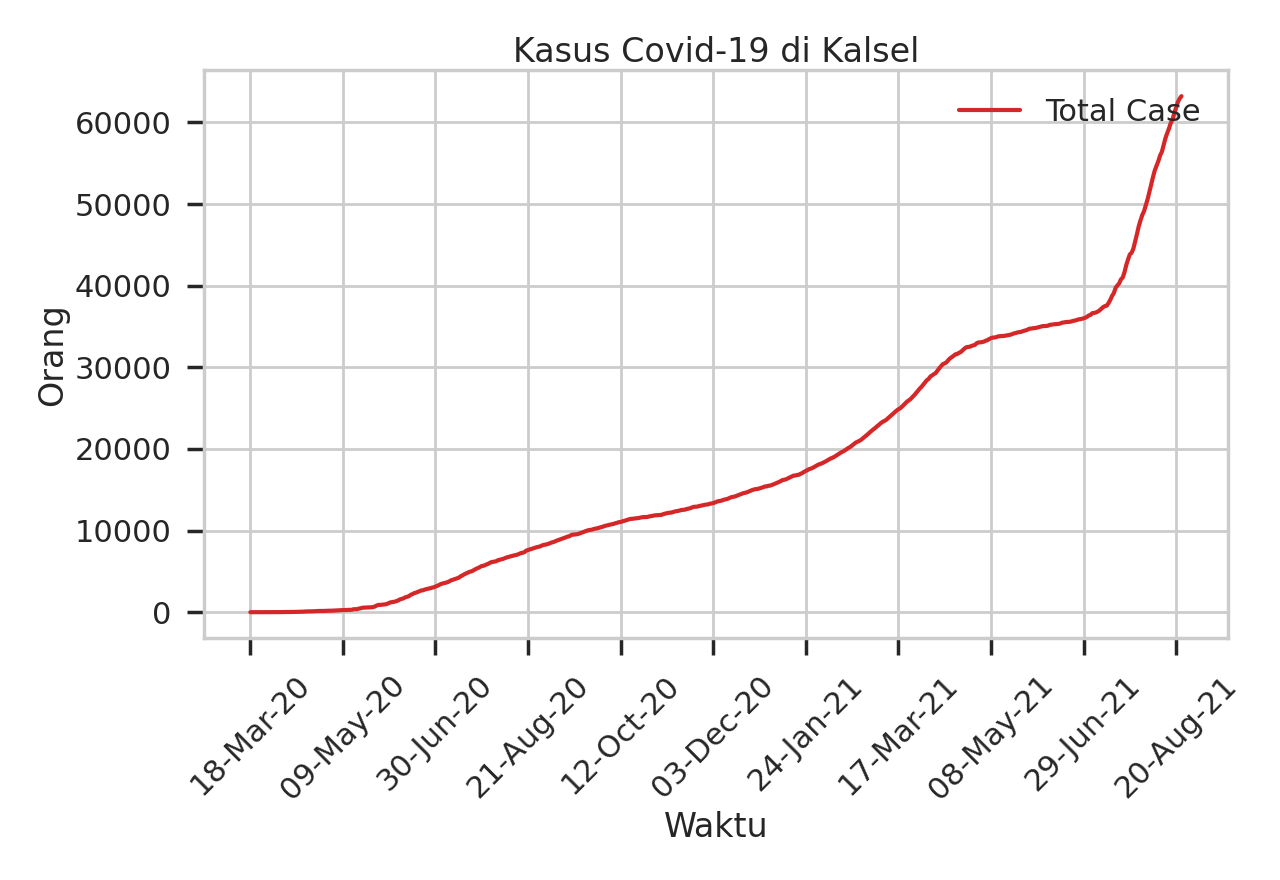 Kasus Covid-19 di Kalsel
Total Case
60000
50000
40000
30000
20000
10000
0
Orang
18-Mar-20
09-May-20
30-Jun-20
21-Aug-20
12-Oct-20
03-Dec-20
24-Jan-21
17-Mar-21
08-May-21
29-Jun-21
20-Aug-21
Waktu